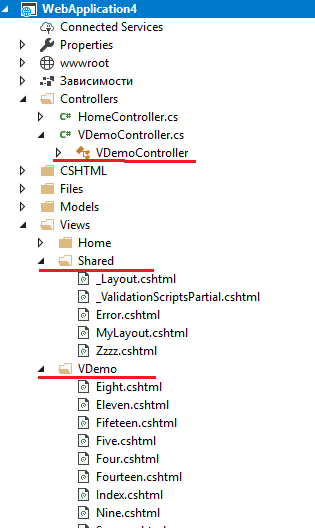 WebApplication4
Connected Services
Properties
wwwroot
Зависимости
Controllers
C# HomeController.cs
C# VDemoController.cs
VDemoController
CSHTML
Files
Models
Views
Home
Shared
_Layout.cshtml
_ValidationScriptsPartial.cshtml
Error.cshtml
MyLayout.cshtml
Zzzz.cshtml
VDemo
Eight.cshtml
Eleven.cshtml
Fifeteen.cshtml
Five.cshtml
Four.cshtml
Fourteen.cshtml
Index.cshtml
Nine.cshtml